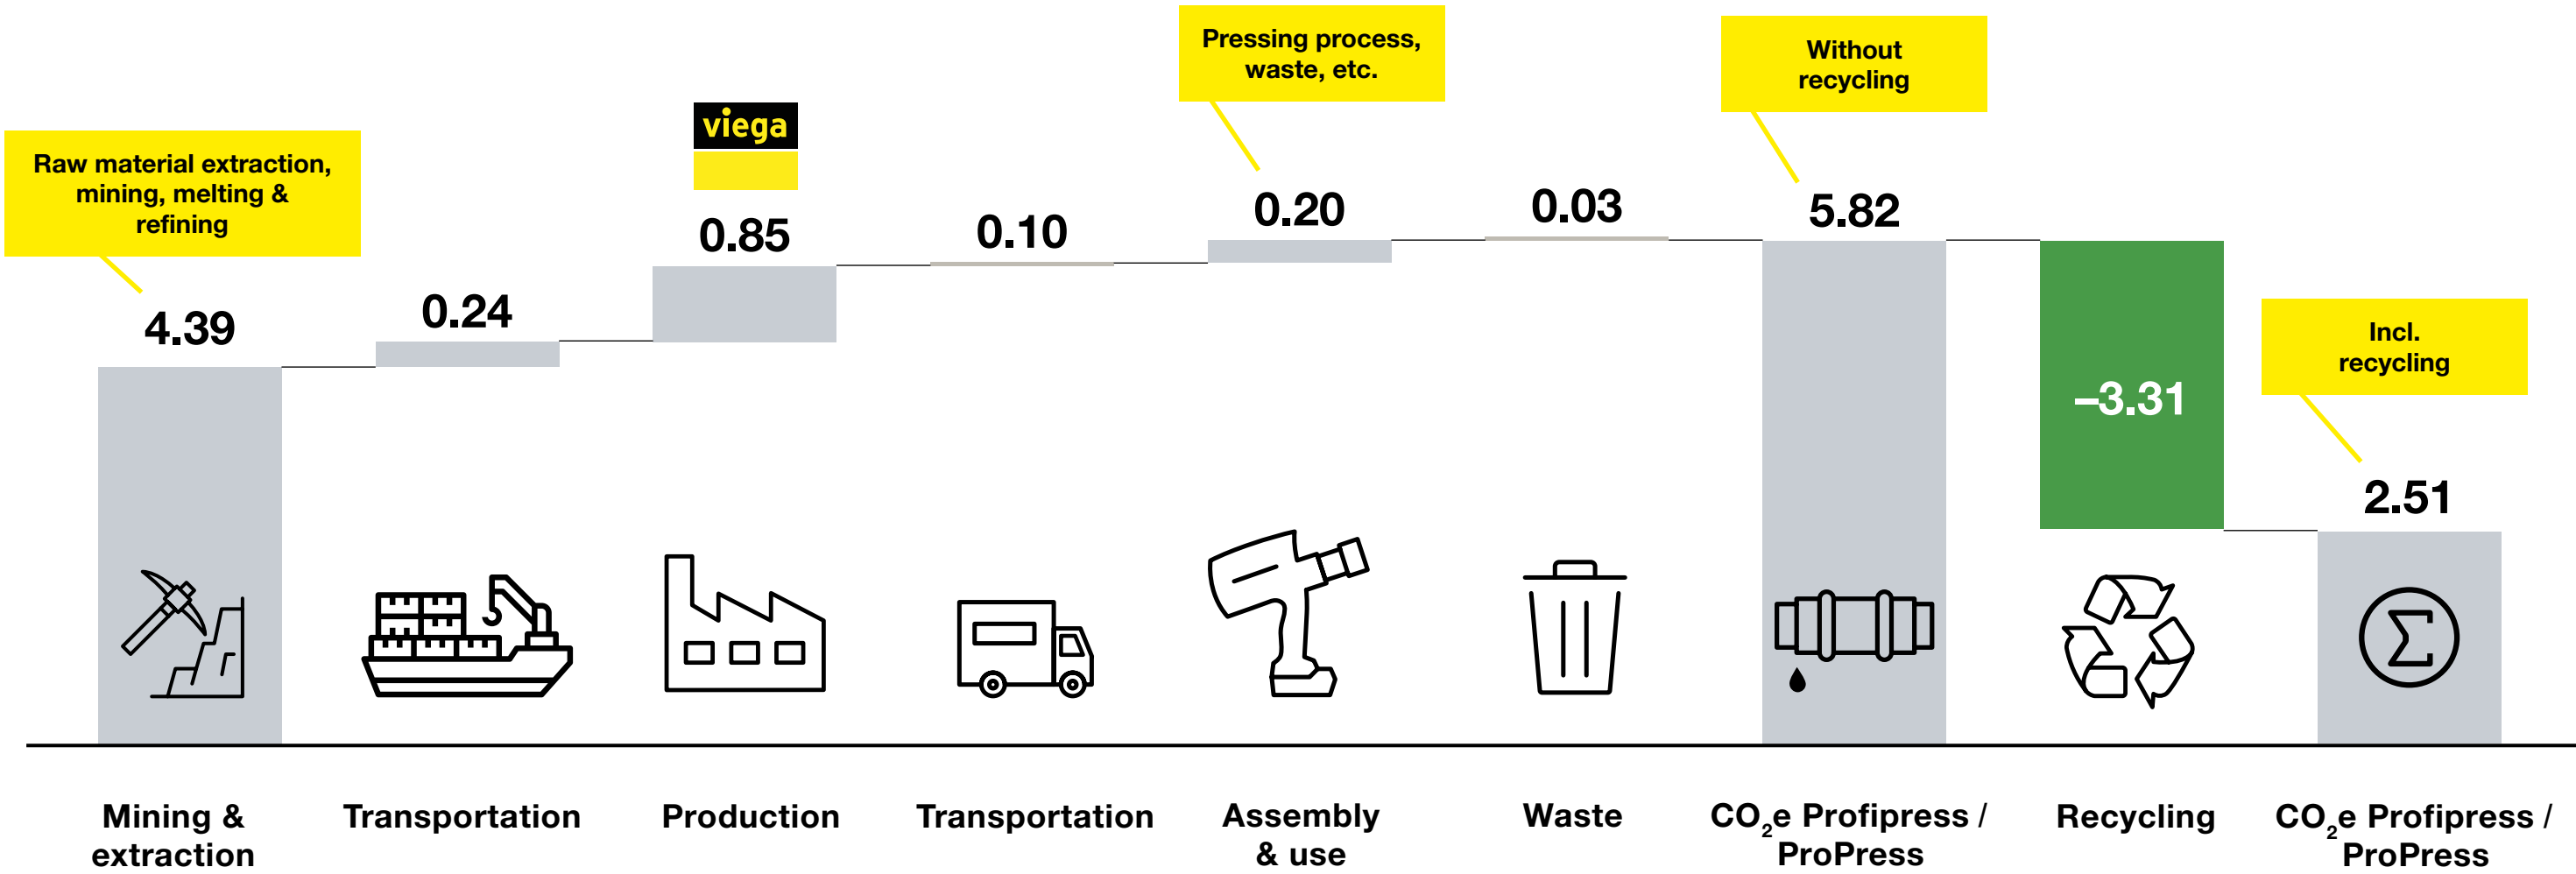 Pressing process,
waste, etc.
Without
recycling
viega
Raw material extraction,
mining, melting &
refining
0.20
0.03
5.82
0.85
0.10
4.39
0.24
Incl.
recycling
–3.31
2.51
Σ
Mining &
extraction
Transportation
Production
Transportation
Assembly
& use
Waste
CO₂e Profipress /
ProPress
Recycling
CO₂e Profipress /
ProPress